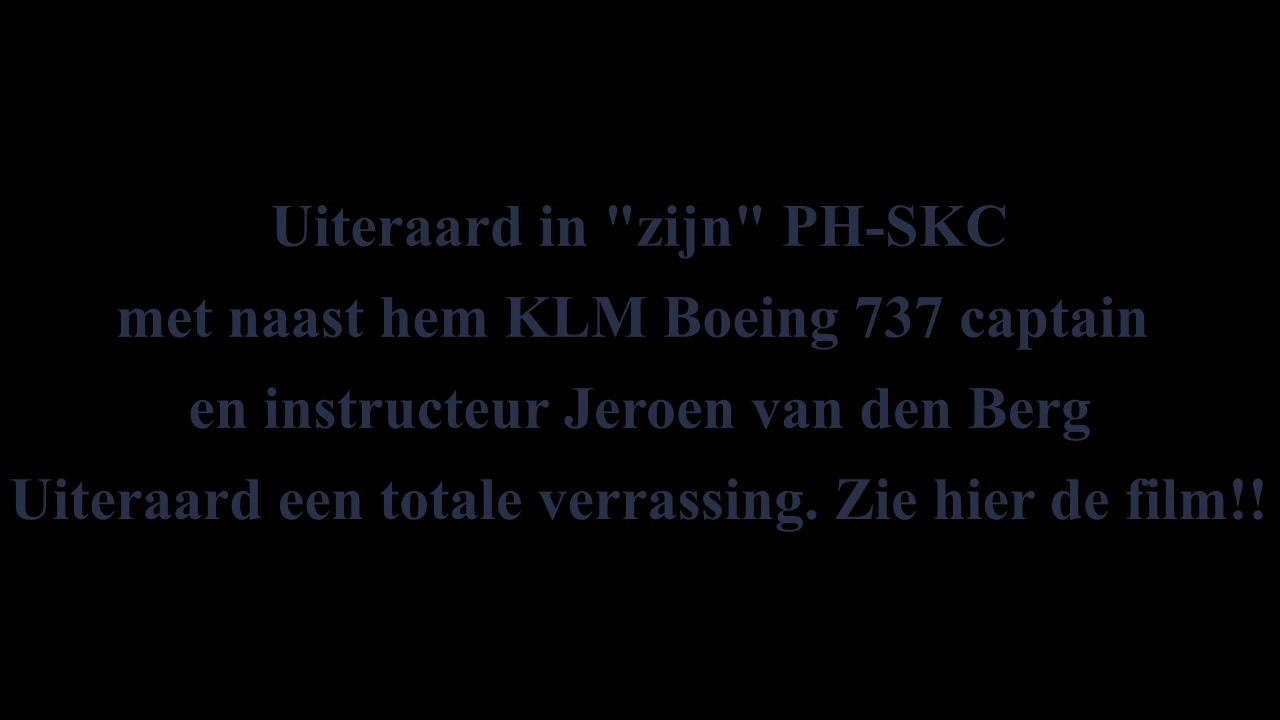 Uiteraard in "zijn" PH-SKC
met naast hem KLM Boeing 737 captain
en instructeur Jeroen van den Berg
Uiteraard een totale verrassing. Zie hier de film!!